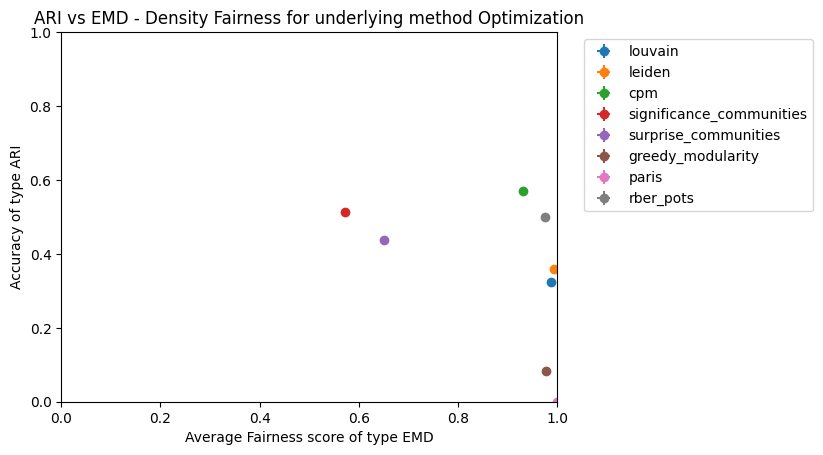 ARI vs EMD - Density Fairness for underlying method Optimization
1.0
0.8
0.6
0.4
0.2
0.0
Accuracy of type ARI
0.0 0.2 0.4 0.6 0.8 1.0
Average Fairness score of type EMD
louvain
leiden
cpm
significance_communities
surprise_communities
greedy_modularity
paris
rber_pots